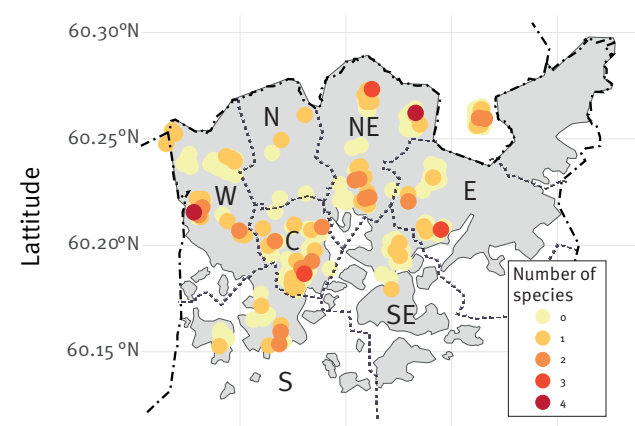 60.30°N
60.25°N
60.20°N
60.15°N
Lattitude
N
NE
W
E
C
SE
S
Number of
species
0
1
2
3
4